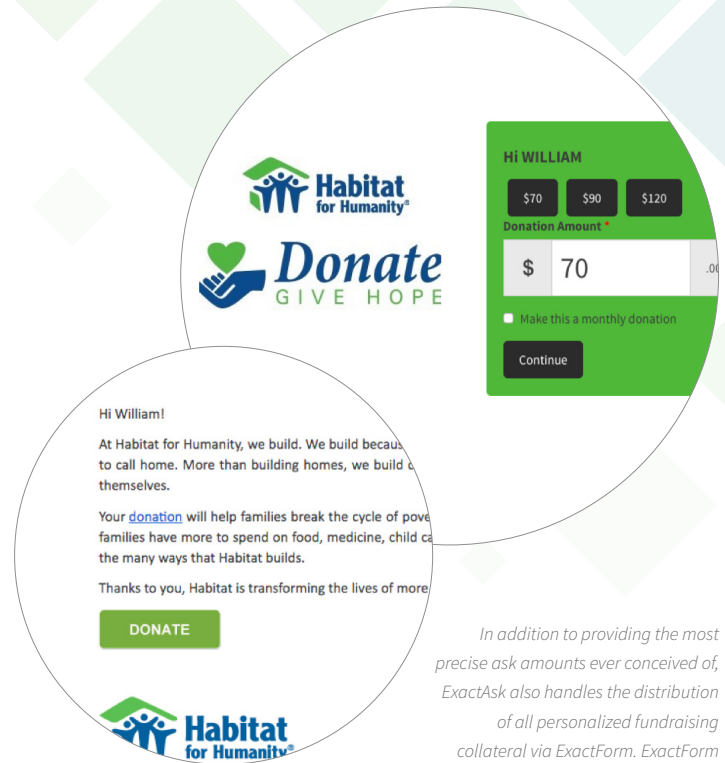 Habitat
for Humanity®
Donate
GIVE HOPE
Hi WILLIAM
$70 $90 $120
Donation Amount *
$ 70
Make this a monthly donation
Continue
Hi William!
At Habitat for Humanity, we build. We build
to call home. More than building homes, we build
themselves.
Your donation will help families break the cycle of
families have more to spend on food, medicine, child
the many ways that Habitat builds.
Thanks to you, Habitat is transforming the lives of more
DONATE
Habitat
for Humanity®
In addition to providing the most
precise ask amounts ever conceived of,
ExactAsk also handles the distribution
of all personalized fundraising
collateral via ExactForm. ExactForm